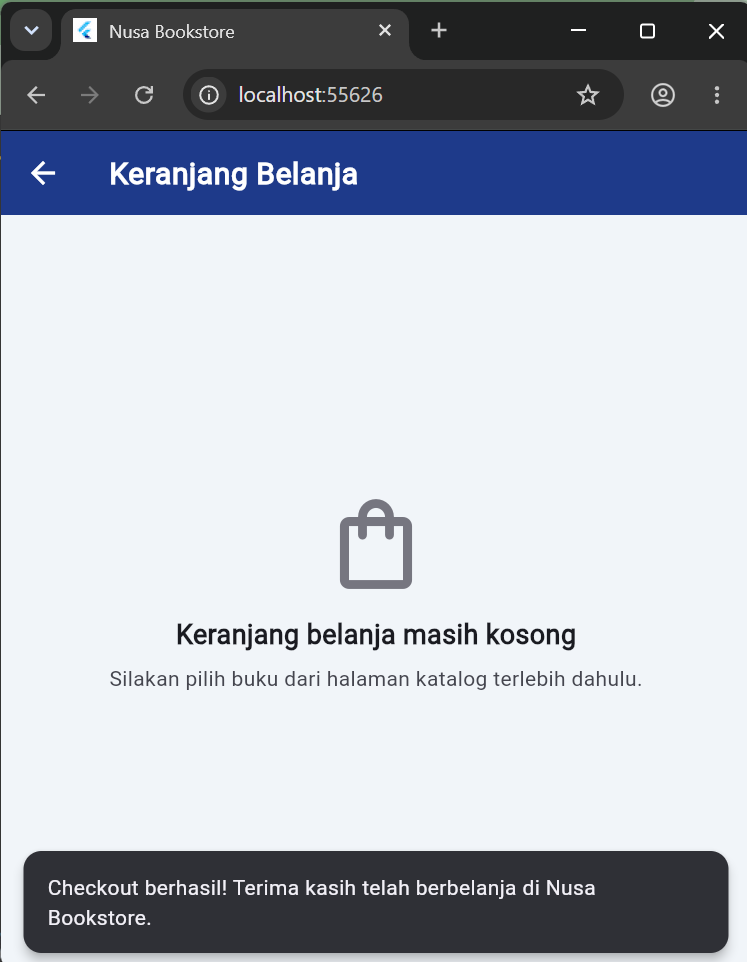 Nusa Bookstore
localhost:55626
Keranjang Belanja
Keranjang belanja masih kosong
Silakan pilih buku dari halaman katalog terlebih dahulu.
Checkout berhasil! Terima kasih telah berbelanja di Nusa
Bookstore.